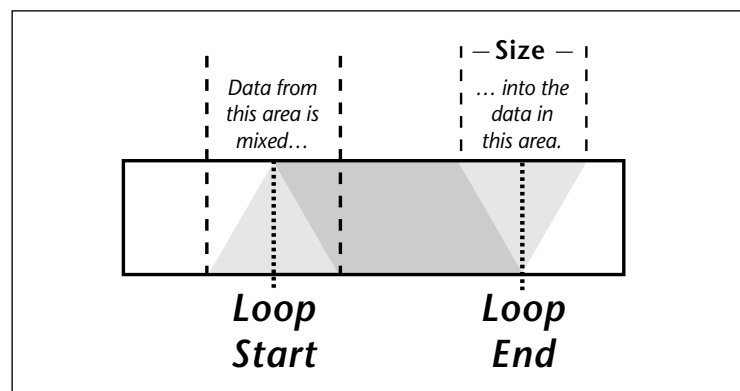 — Size —
Data from
this area is
mixed…
… into the
data in
this area.
Loop
Start
Loop
End